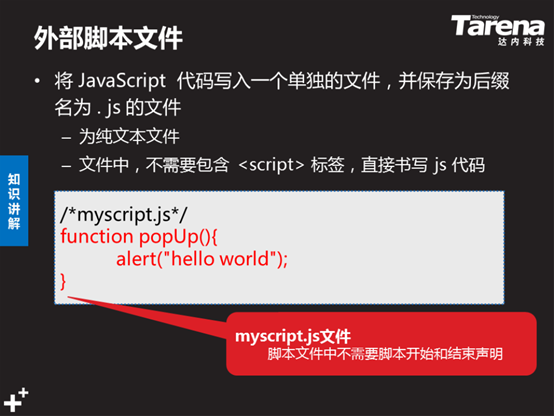 外部脚本文件
Technology
Tarena
达内科技
• 将 JavaScript 代码写入一个单独的文件，并保存为后缀
名为 . js 的文件
– 为纯文本文件
– 文件中，不需要包含 <script> 标签，直接书写 js 代码
知识讲解
/*myscript.js*/
function popUp(){
alert("hello world");
}
myscript.js文件
脚本文件中不需要脚本开始和结束声明